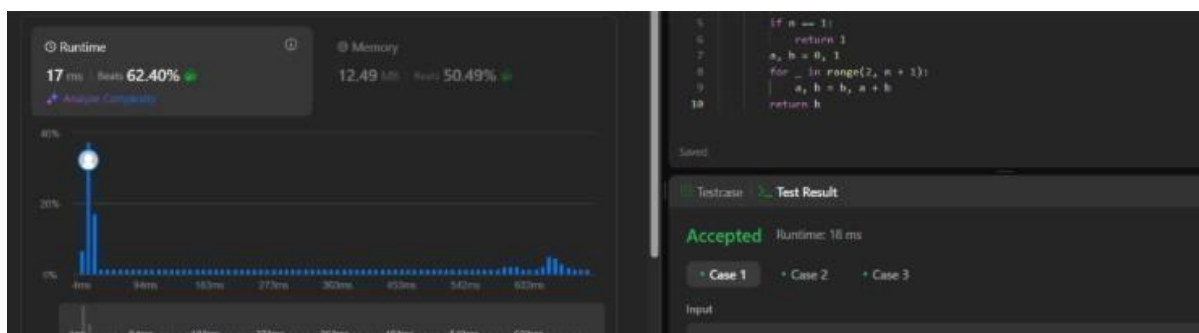 Runtime
17 ms Beats 62.40%
Analyze Complexity
Memory
12.49 MB Beats 50.49%
40%
20%
0%
4ms 94ms 183ms 273ms 363ms 453ms 542ms 632ms
5 if n == 1:
6 return 1
7 a, b = 0, 1
8 for _ in range(2, n + 1):
9 a, b = b, a + b
10 return b
Saved
Testcase >_ Test Result
Accepted Runtime: 18 ms
• Case 1 • Case 2 • Case 3
Input